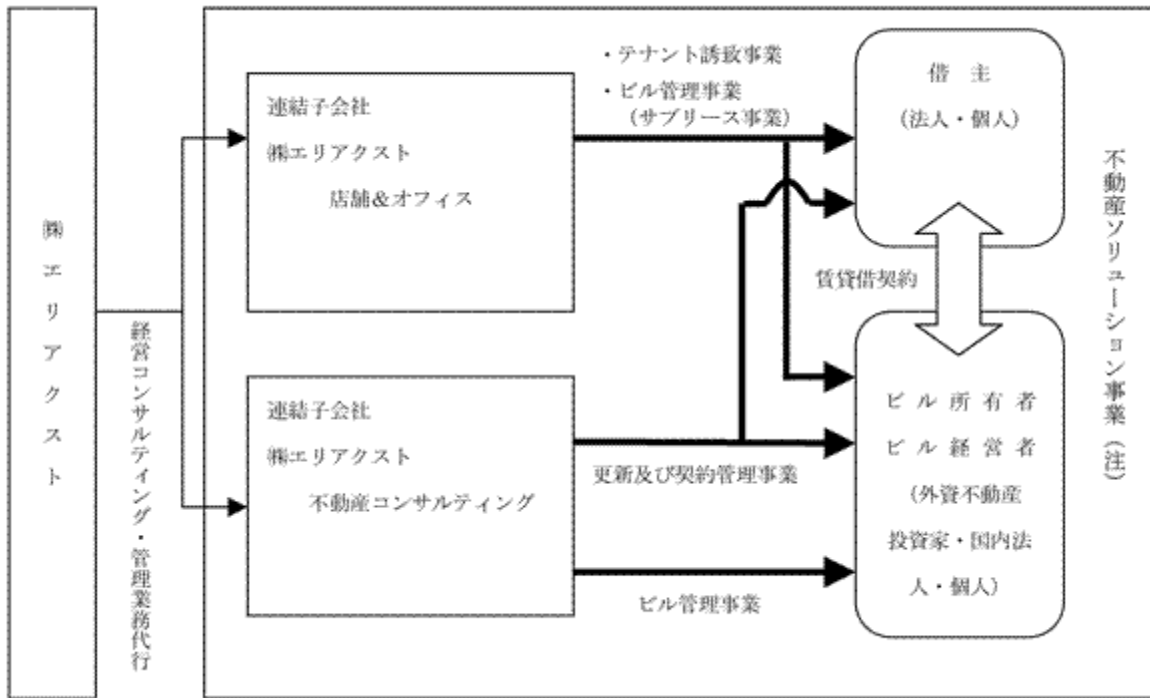 ㈱エリアクスト
経営コンサルティング・管理業務代行
連結子会社
㈱エリアクスト
店舗&オフィス
連結子会社
㈱エリアクスト
不動産コンサルティング
・テナント誘致事業
・ビル管理事業
(サブリース事業)
更新及び契約管理事業
ビル管理事業
借 主
(法人・個人)
賃貸借契約
ビル所有者
ビル経営者
(外資不動産
投資家・国内法
人・個人)
不動産ソリューション事業(注)